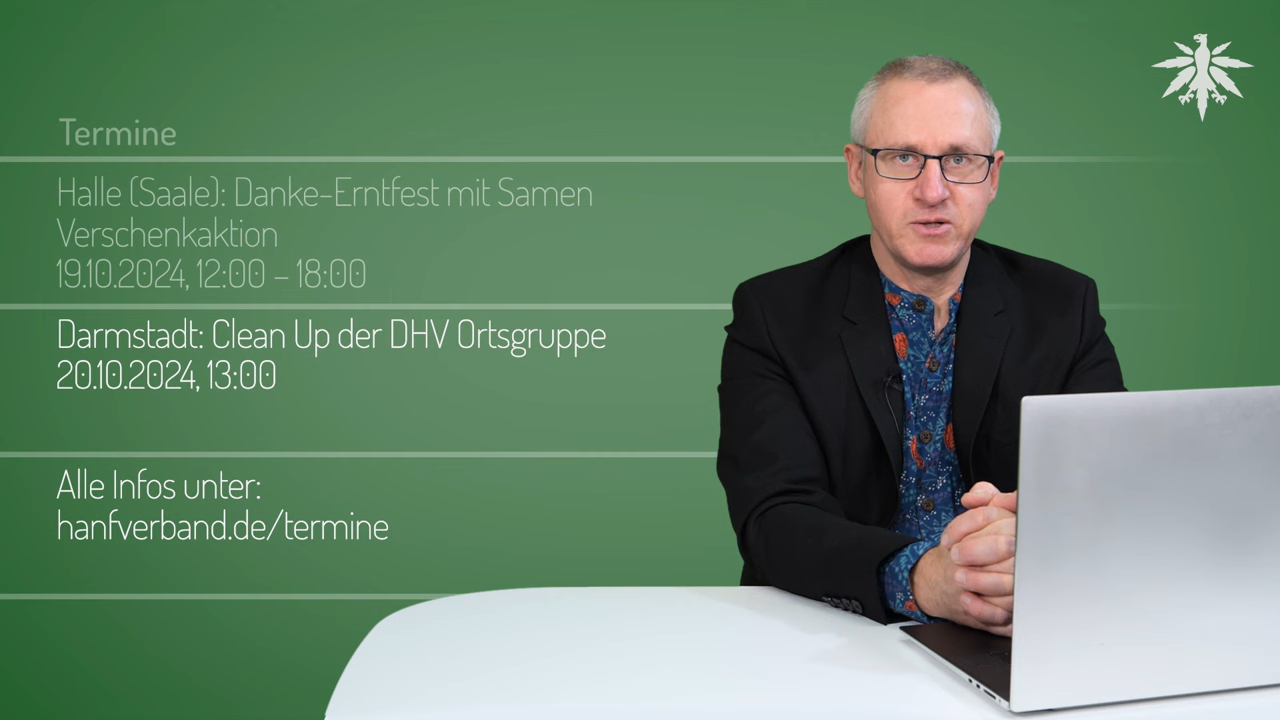 Termine
Halle (Saale): Danke-Erntfest mit Samen
Verschenkaktion
19.10.2024, 12:00 – 18:00
Darmstadt: Clean Up der DHV Ortsgruppe
20.10.2024, 13:00
Alle Infos unter:
hanfverband.de/termine